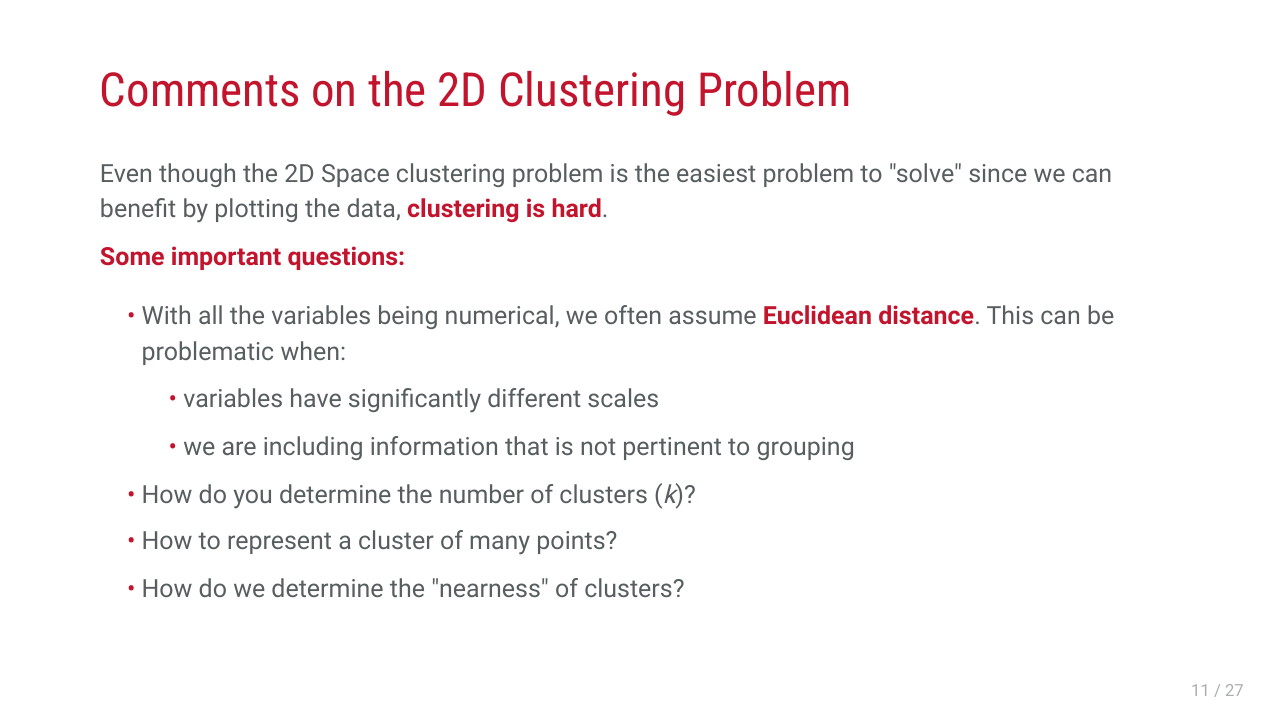 Comments on the 2D Clustering Problem
Even though the 2D Space clustering problem is the easiest problem to "solve" since we can
benefit by plotting the data, clustering is hard.
Some important questions:
• With all the variables being numerical, we often assume Euclidean distance. This can be
problematic when:
• variables have significantly different scales
• we are including information that is not pertinent to grouping
• How do you determine the number of clusters (k)?
• How to represent a cluster of many points?
• How do we determine the "nearness" of clusters?
11 / 27